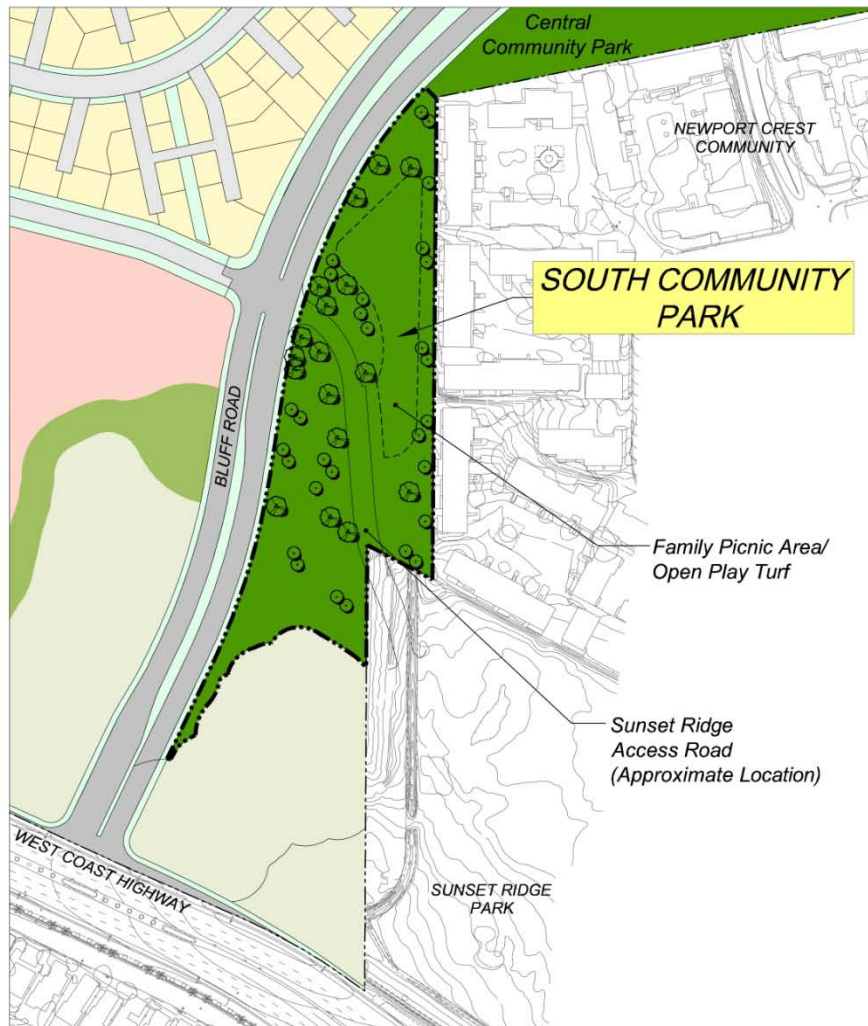 Central
Community Park
NEWPORT CREST
COMMUNITY
SOUTH COMMUNITY
PARK
BLUFF ROAD
Family Picnic Area/
Open Play Turf
Sunset Ridge
Access Road
(Approximate Location)
WEST COAST HIGHWAY
SUNSET RIDGE
PARK